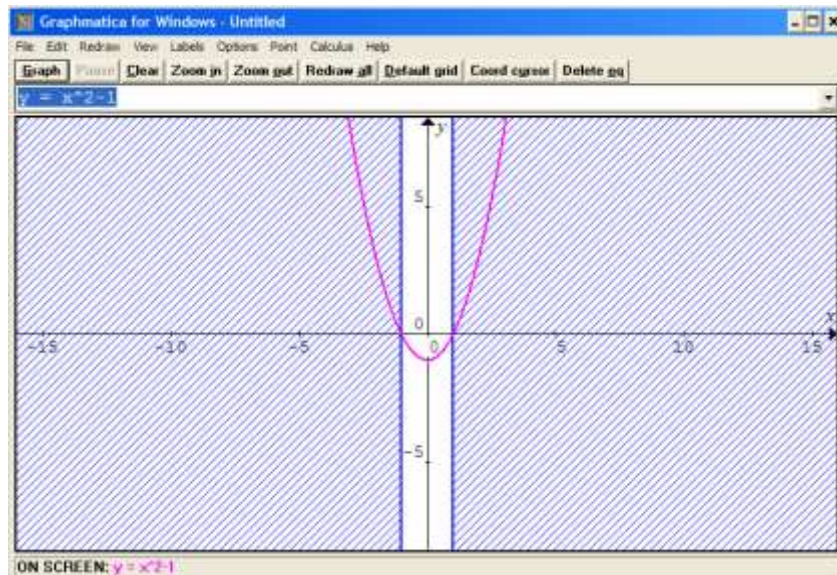 Graphmatica for Windows - Untitled
File Edit Redraw View Labels Options Point Calculus Help
Graph Pause Clear Zoom in Zoom out Redraw all Default grid Coord cursor Delete eq
y = x^2-1
y
5
0
x
-15 -10 -5 0 5 10 15
-5
ON SCREEN: y = x^2-1